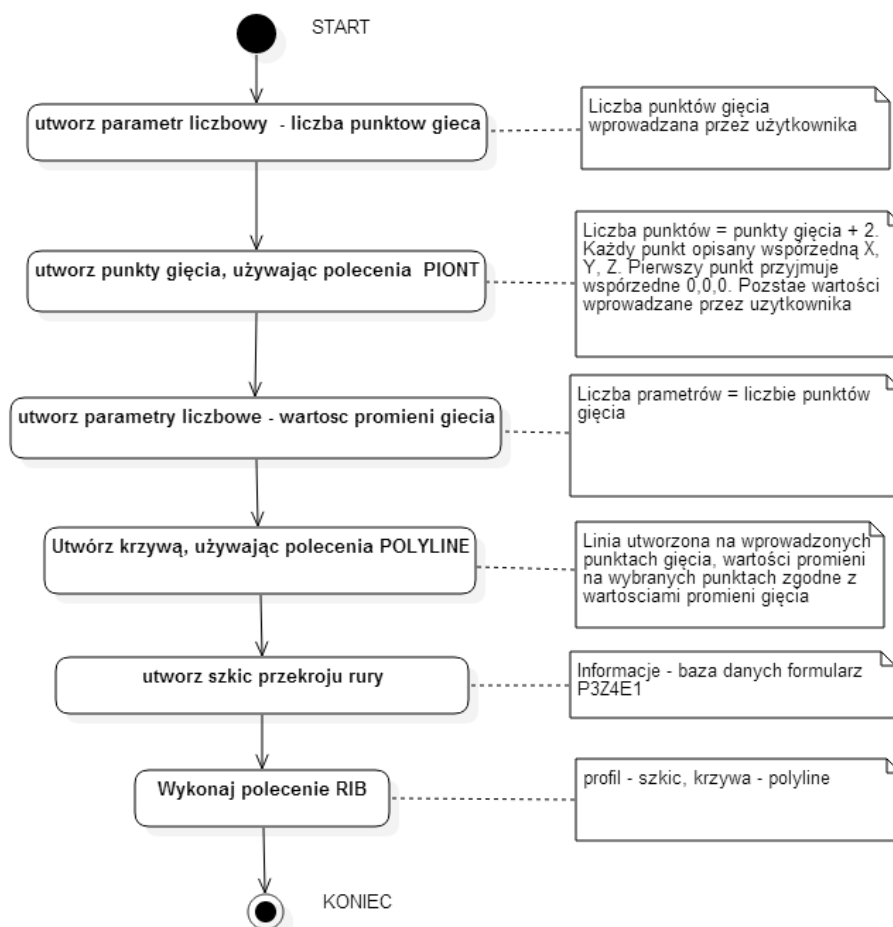 START
utworz parametr liczbowy - liczba punktow gieca
Liczba punktów gięcia
wprowadzana przez użytkownika
utworz punkty gięcia, używając polecenia PIONT
Liczba punktów = punkty gięcia + 2.
Każdy punkt opisany wspórzedną X,
Y, Z. Pierwszy punkt przyjmuje
wspórzedne 0,0,0. Pozstae wartości
wprowadzane przez uzytkownika
utworz parametry liczbowe - wartosc promieni giecia
Liczba prametrów = liczbie punktów
gięcia
Utwórz krzywą, używając polecenia POLYLINE
Linia utworzona na wprowadzonych
punktach gięcia, wartości promieni
na wybranych punktach zgodne z
wartosciami promieni gięcia
utworz szkic przekroju rury
Informacje - baza danych formularz
P3Z4E1
Wykonaj polecenie RIB
profil - szkic, krzywa - polyline
KONIEC